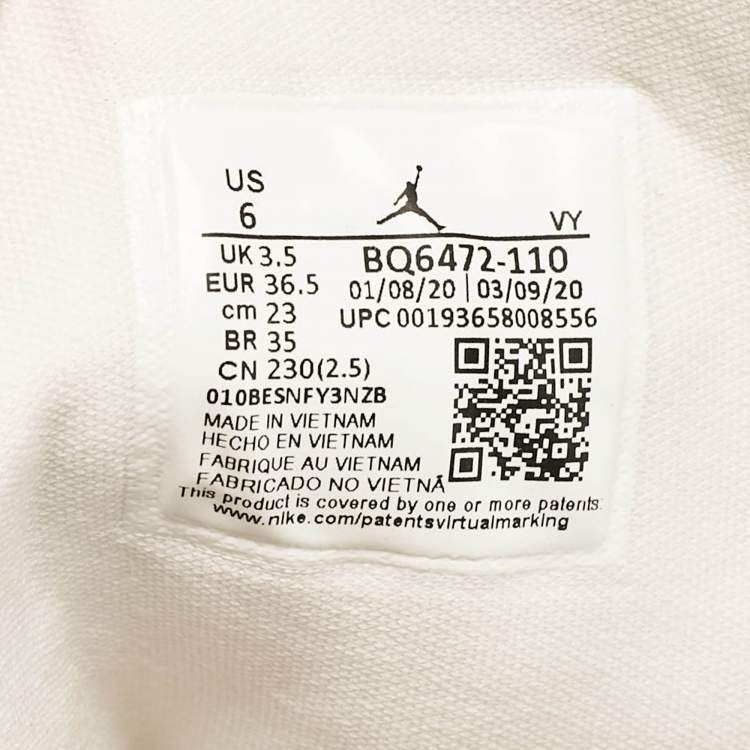 US
6
VY
UK 3.5
EUR 36.5
cm 23
BR 35
CN 230(2.5)
BQ6472-110
01/08/20 | 03/09/20
UPC 00193658008556
010BESNFY3NZB
MADE IN VIETNAM
HECHO EN VIETNAM
FABRIQUE AU VIETNAM
FABRICADO NO VIETNÃ
This product is covered by one or more patents.
www.nike.com/patentsvirtualmarking